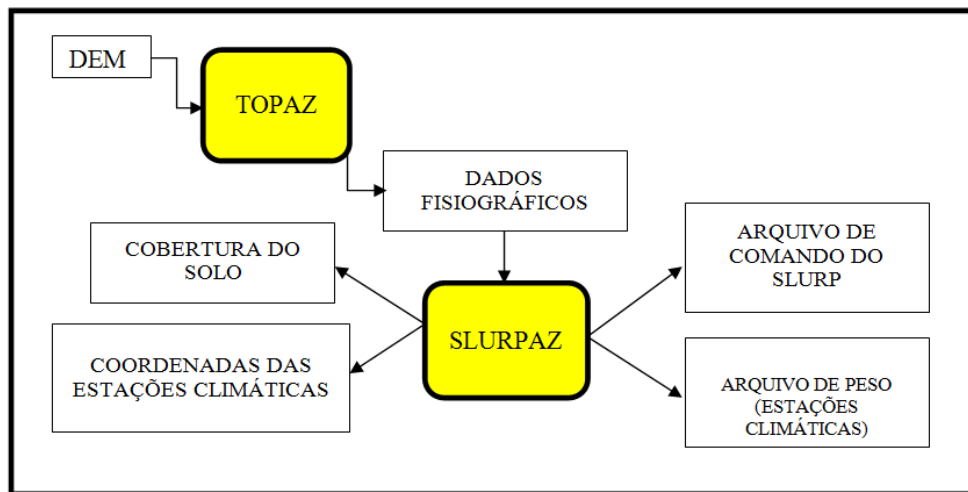 DEM
TOPAZ
DADOS
FISIOGRÁFICOS
COBERTURA DO
SOLO
ARQUIVO DE
COMANDO DO
SLURP
SLURPAZ
COORDENADAS DAS
ESTAÇÕES CLIMÁTICAS
ARQUIVO DE PESO
(ESTAÇÕES
CLIMÁTICAS)